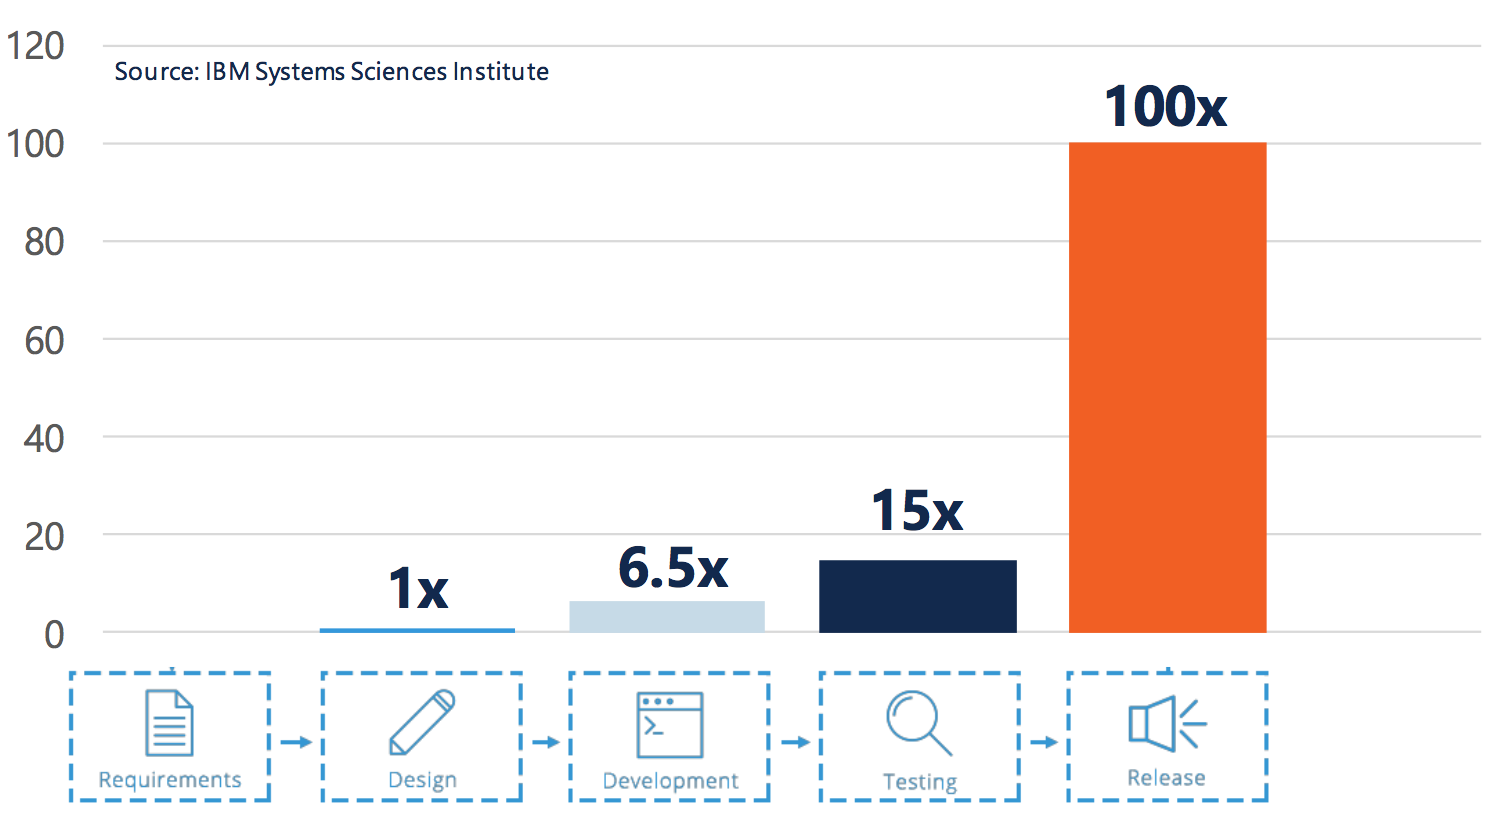 120
Source: IBM Systems Sciences Institute
100x
100
80
60
40
15x
20
6.5x
1x
0
Requirements
Design
Development
Testing
Release